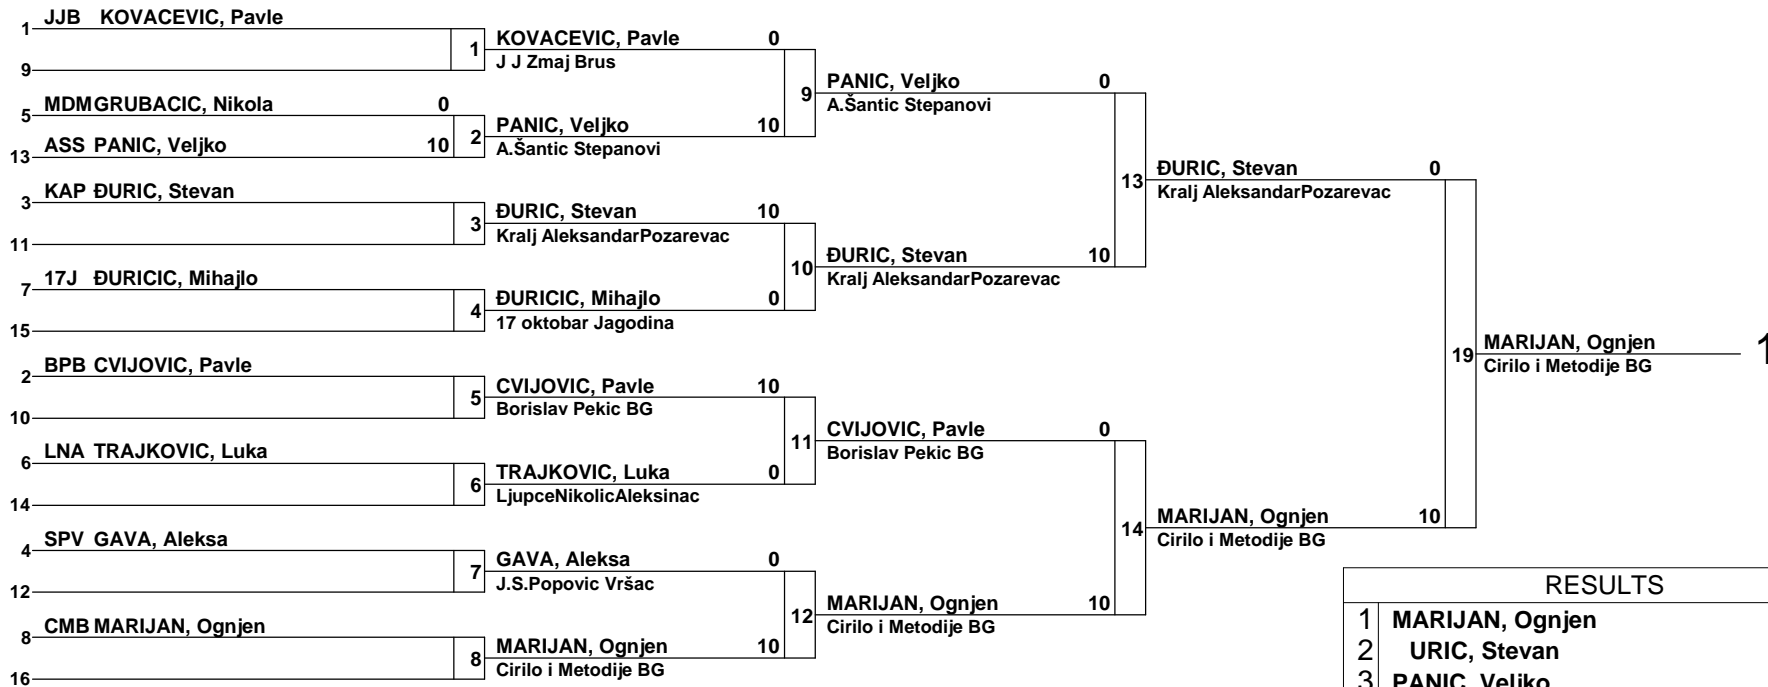 1 JJB KOVACEVIC, Pavle
9
5 MDM GRUBACIC, Nikola 0
13 ASS PANIC, Veljko 10
3 KAP ĐURIC, Stevan
11
7 17J ĐURICIC, Mihajlo
15
2 BPB CVIJOVIC, Pavle
10
6 LNA TRAJKOVIC, Luka
14
4 SPV GAVA, Aleksa
12
8 CMB MARIJAN, Ognjen
16
1 KOVACEVIC, Pavle 0
J J Zmaj Brus
2 PANIC, Veljko 10
A.Šantic Stepanovi
3 ĐURIC, Stevan 10
Kralj AleksandarPozarevac
4 ĐURICIC, Mihajlo 0
17 oktobar Jagodina
5 CVIJOVIC, Pavle 10
Borislav Pekic BG
6 TRAJKOVIC, Luka 0
LjupceNikolicAleksinac
7 GAVA, Aleksa 0
J.S.Popovic Vršac
8 MARIJAN, Ognjen 10
Cirilo i Metodije BG
9 PANIC, Veljko 0
A.Šantic Stepanovi
10 ĐURIC, Stevan 10
Kralj AleksandarPozarevac
11 CVIJOVIC, Pavle 0
Borislav Pekic BG
12 MARIJAN, Ognjen 10
Cirilo i Metodije BG
13 ĐURIC, Stevan 0
Kralj AleksandarPozarevac
14 MARIJAN, Ognjen 10
Cirilo i Metodije BG
19 MARIJAN, Ognjen 1
Cirilo i Metodije BG
RESULTS
1 MARIJAN, Ognjen
2 URIC, Stevan
3 PANIC, Veljko